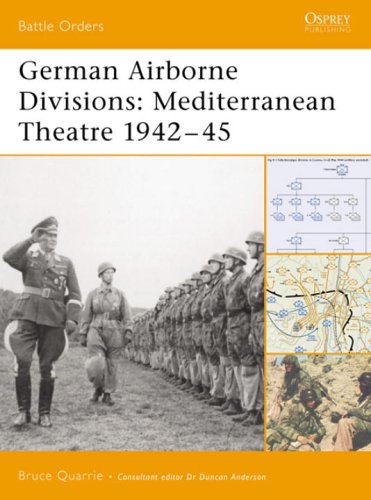 Battle Orders
OSPREY
PUBLISHING
German Airborne
Divisions: Mediterranean
Theatre 1942–45
Bruce Quarrie • Consultant editor Dr Duncan Anderson